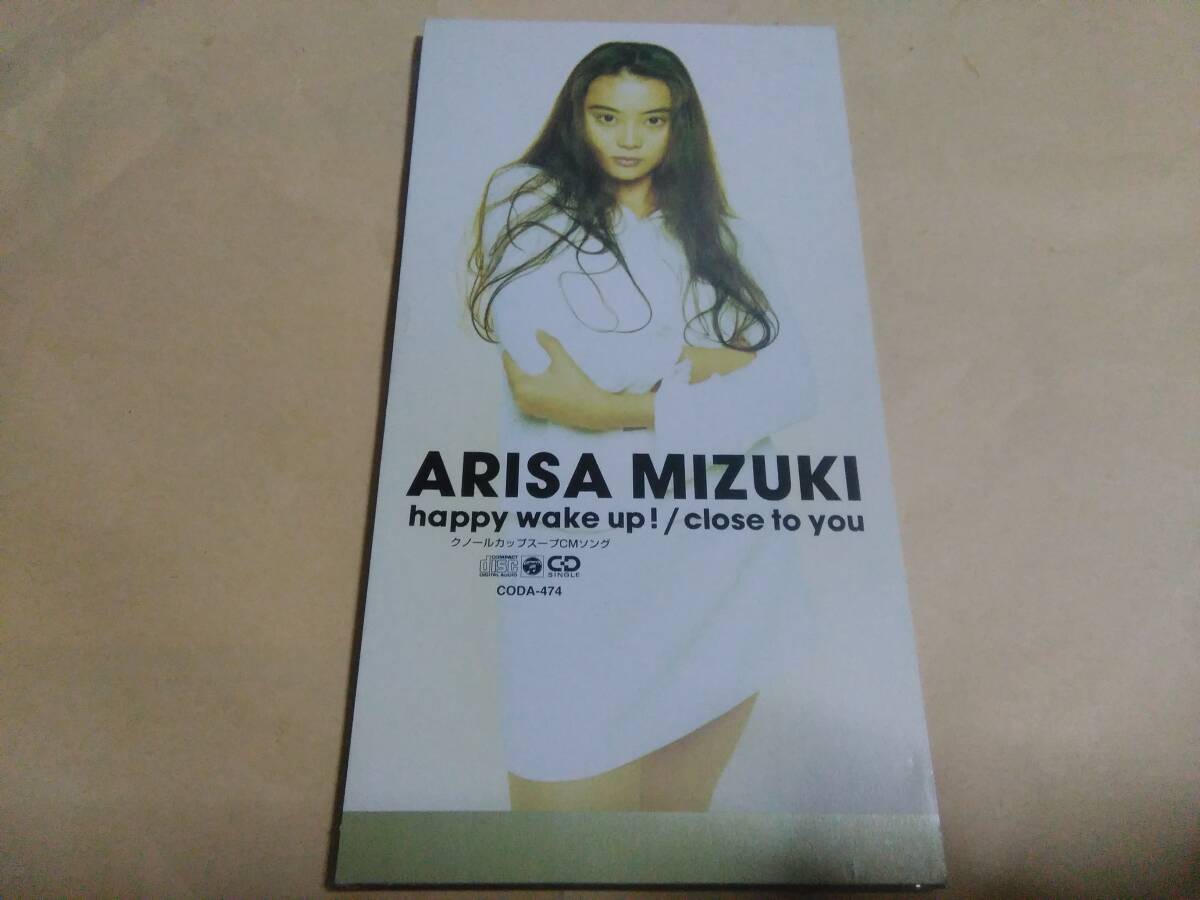 ARISA MIZUKI
happy wake up!/close to you
クノールカップスープCMソング
COMPACT
disc
DIGITAL AUDIO
CD
SINGLE
CODA-474